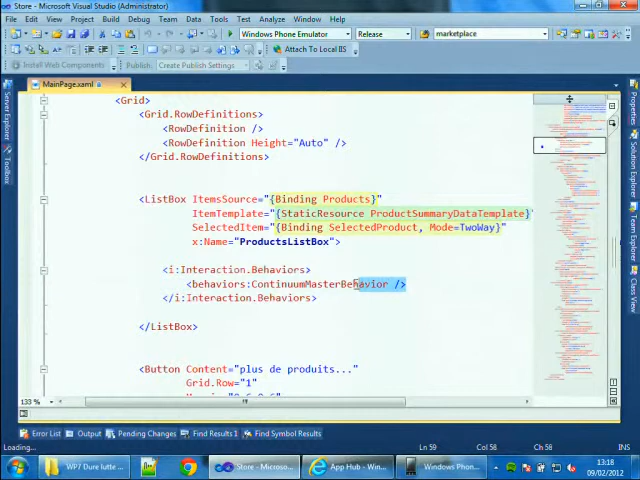 Store - Microsoft Visual Studio (Administrator)
File Edit View Project Build Debug Team Data Tools Test Analyze Window Help
Windows Phone Emulator Release marketplace
Attach To Local IIS
Install Web Components Publish: Create Publish Settings
MainPage.xaml
Server Explorer
Toolbox
Properties
Solution Explorer
Team Explorer
Class View
<Grid>
<Grid.RowDefinitions>
<RowDefinition />
<RowDefinition Height="Auto" />
</Grid.RowDefinitions>
<ListBox ItemsSource="{Binding Products}"
ItemTemplate="{StaticResource ProductSummaryDataTemplate}
SelectedItem="{Binding SelectedProduct, Mode=TwoWay}"
x:Name="ProductsListBox">
<i:Interaction.Behaviors>
<behaviors:ContinuumMasterBehavior />
</i:Interaction.Behaviors>
</ListBox>
<Button Content="plus de produits..."
Grid.Row="1"
133 %
Error List Output Pending Changes Find Results 1 Find Symbol Results
Loading... Ln 59 Col 58 Ch 58
WP7 Dure lutte ... Store - Microso... App Hub - Win... Windows Phon... 13:18
09/02/2012